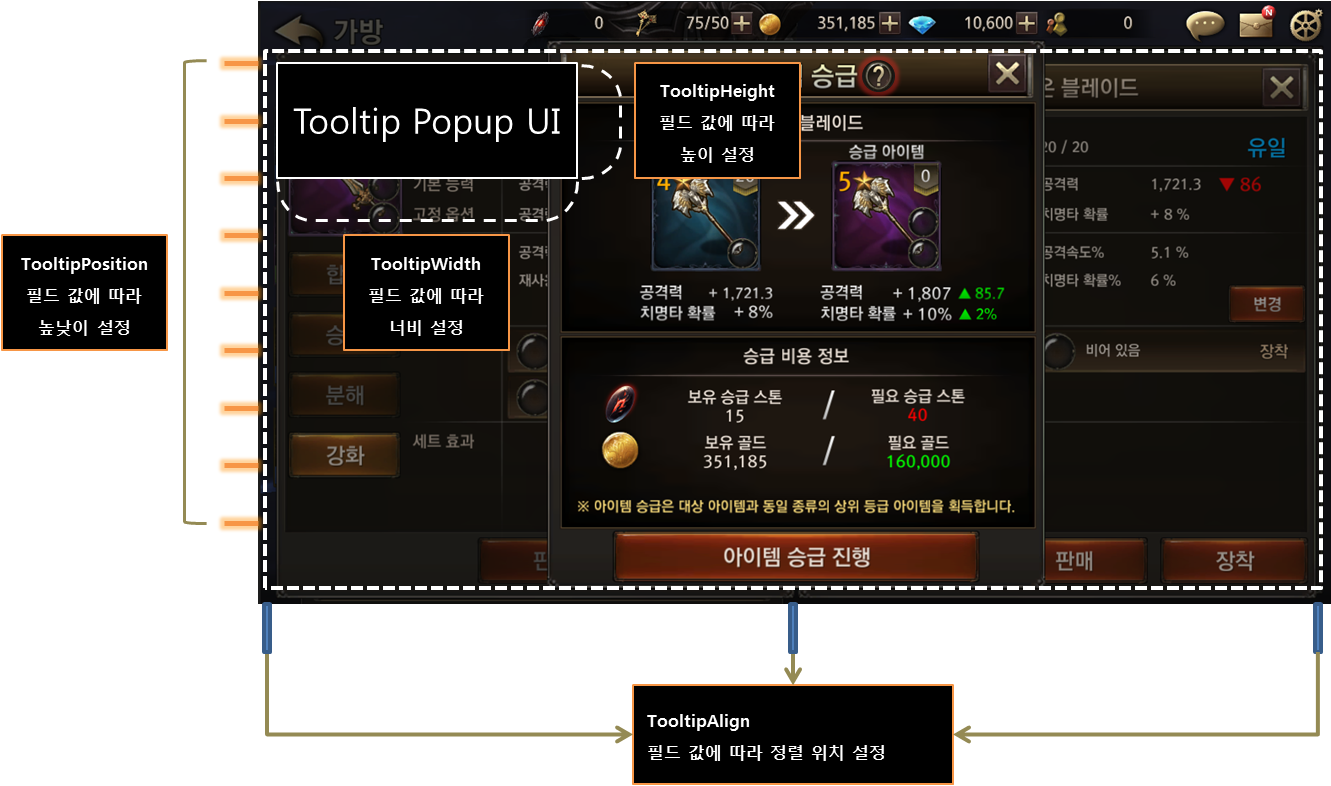 가방
0
75/50
351,185
10,600
0
N
Tooltip Popup UI
TooltipHeight
필드 값에 따라
높이 설정
승급
?
블레이드
블레이드
20 / 20
유일
승급 아이템
기본 능력
공격력
고정 옵션
4
5
0
공격력
1,721.3
▼ 86
치명타 확률
+ 8 %
TooltipPosition
필드 값에 따라
높낮이 설정
TooltipWidth
필드 값에 따라
너비 설정
공격속도%
5.1 %
치명타 확률%
6 %
변경
공격력
+ 1,721.3
치명타 확률
+ 8%
공격력
+ 1,807
▲ 85.7
치명타 확률
+ 10%
▲ 2%
승급 비용 정보
비어 있음
장착
분해
강화
세트 효과
보유 승급 스톤
15
/
필요 승급 스톤
40
보유 골드
351,185
/
필요 골드
160,000
※ 아이템 승급은 대상 아이템과 동일 종류의 상위 등급 아이템을 획득합니다.
아이템 승급 진행
판매
장착
TooltipAlign
필드 값에 따라 정렬 위치 설정